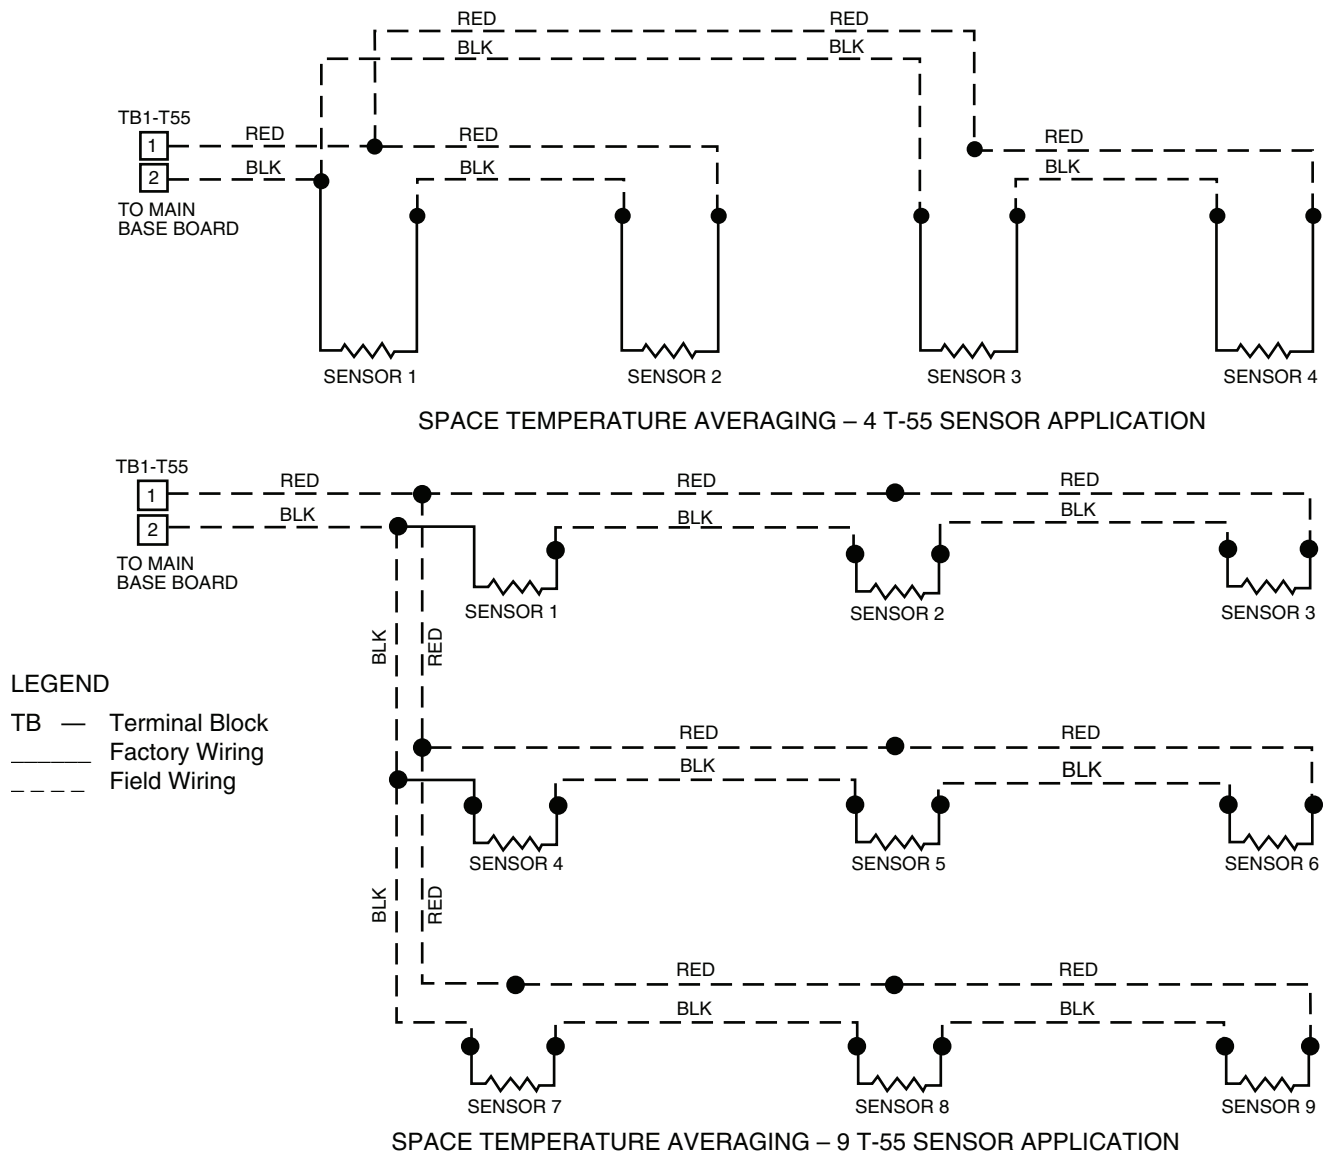 RED RED
BLK BLK
TB1-T55
1 RED RED RED
2 BLK BLK BLK
TO MAIN
BASE BOARD
SENSOR 1 SENSOR 2 SENSOR 3 SENSOR 4
SPACE TEMPERATURE AVERAGING – 4 T-55 SENSOR APPLICATION
TB1-T55
1 RED RED RED
2 BLK BLK BLK
TO MAIN
BASE BOARD
SENSOR 1 SENSOR 2 SENSOR 3
BLK RED
LEGEND
TB — Terminal Block
______ Factory Wiring
_ _ _ _ Field Wiring
RED RED
BLK BLK
SENSOR 4 SENSOR 5 SENSOR 6
BLK RED
RED RED
BLK BLK
SENSOR 7 SENSOR 8 SENSOR 9
SPACE TEMPERATURE AVERAGING – 9 T-55 SENSOR APPLICATION